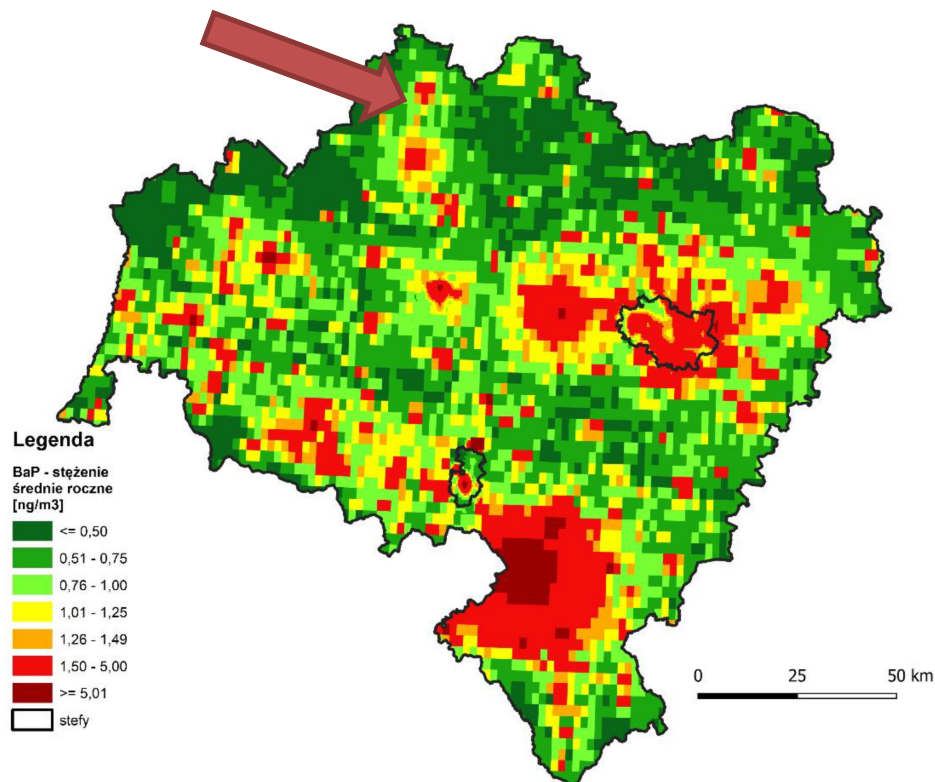 Legenda
BaP - stężenie
średnie roczne
[ng/m3]
<= 0,50
0,51 - 0,75
0,76 - 1,00
1,01 - 1,25
1,26 - 1,49
1,50 - 5,00
>= 5,01
stefy
0 25 50 km